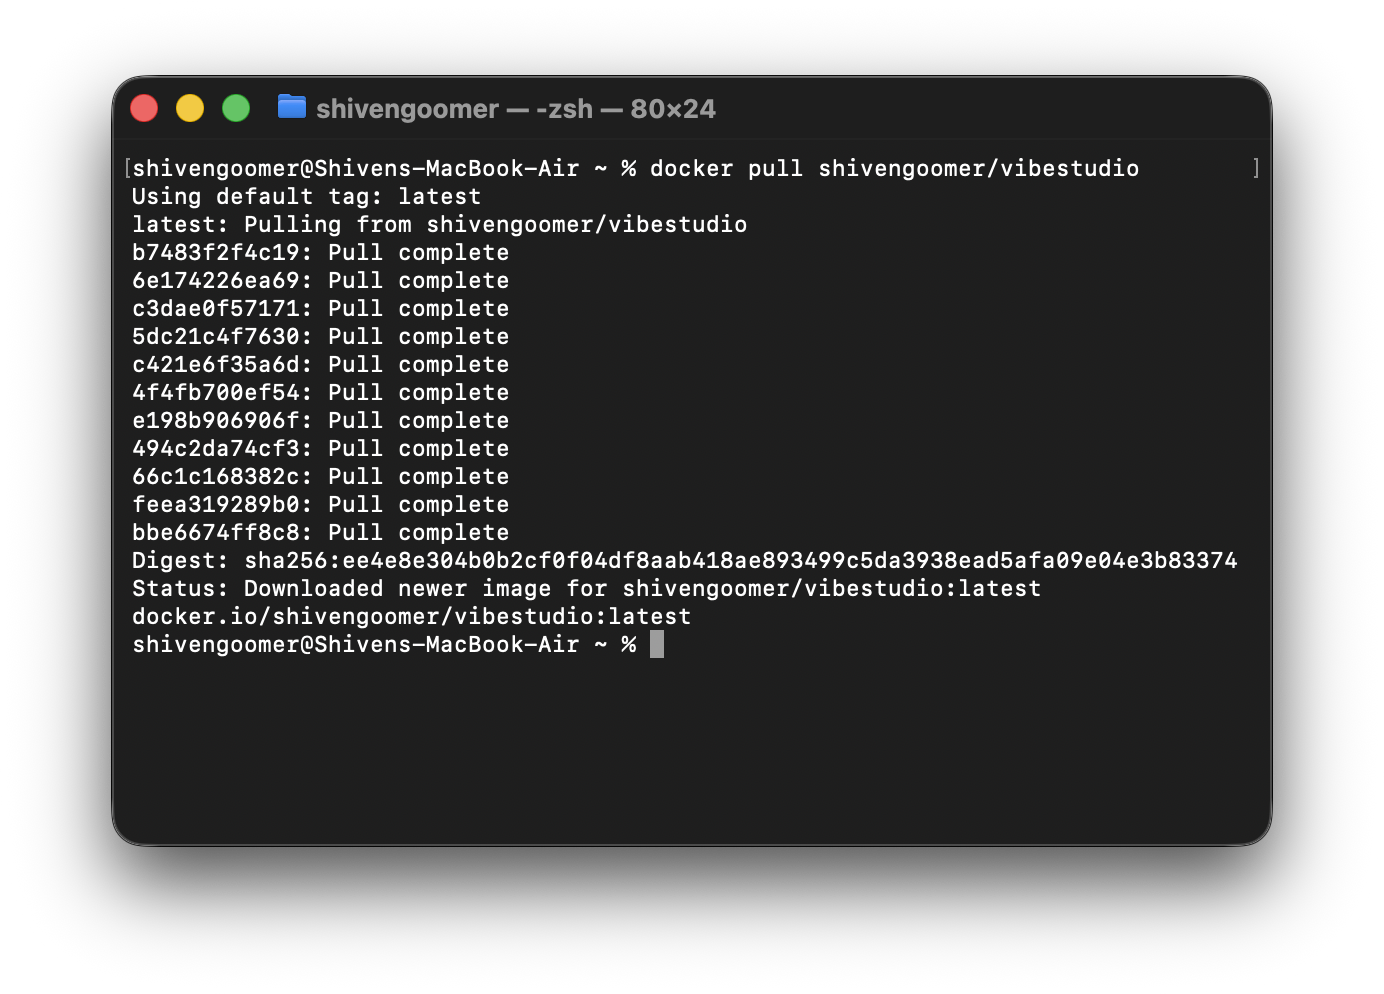 shivengoomer — -zsh — 80×24
[shivengoomer@Shivens-MacBook-Air ~ % docker pull shivengoomer/vibestudio ]
Using default tag: latest
latest: Pulling from shivengoomer/vibestudio
b7483f2f4c19: Pull complete
6e174226ea69: Pull complete
c3dae0f57171: Pull complete
5dc21c4f7630: Pull complete
c421e6f35a6d: Pull complete
4f4fb700ef54: Pull complete
e198b906906f: Pull complete
494c2da74cf3: Pull complete
66c1c168382c: Pull complete
feea319289b0: Pull complete
bbe6674ff8c8: Pull complete
Digest: sha256:ee4e8e304b0b2cf0f04df8aab418ae893499c5da3938ead5afa09e04e3b83374
Status: Downloaded newer image for shivengoomer/vibestudio:latest
docker.io/shivengoomer/vibestudio:latest
shivengoomer@Shivens-MacBook-Air ~ %